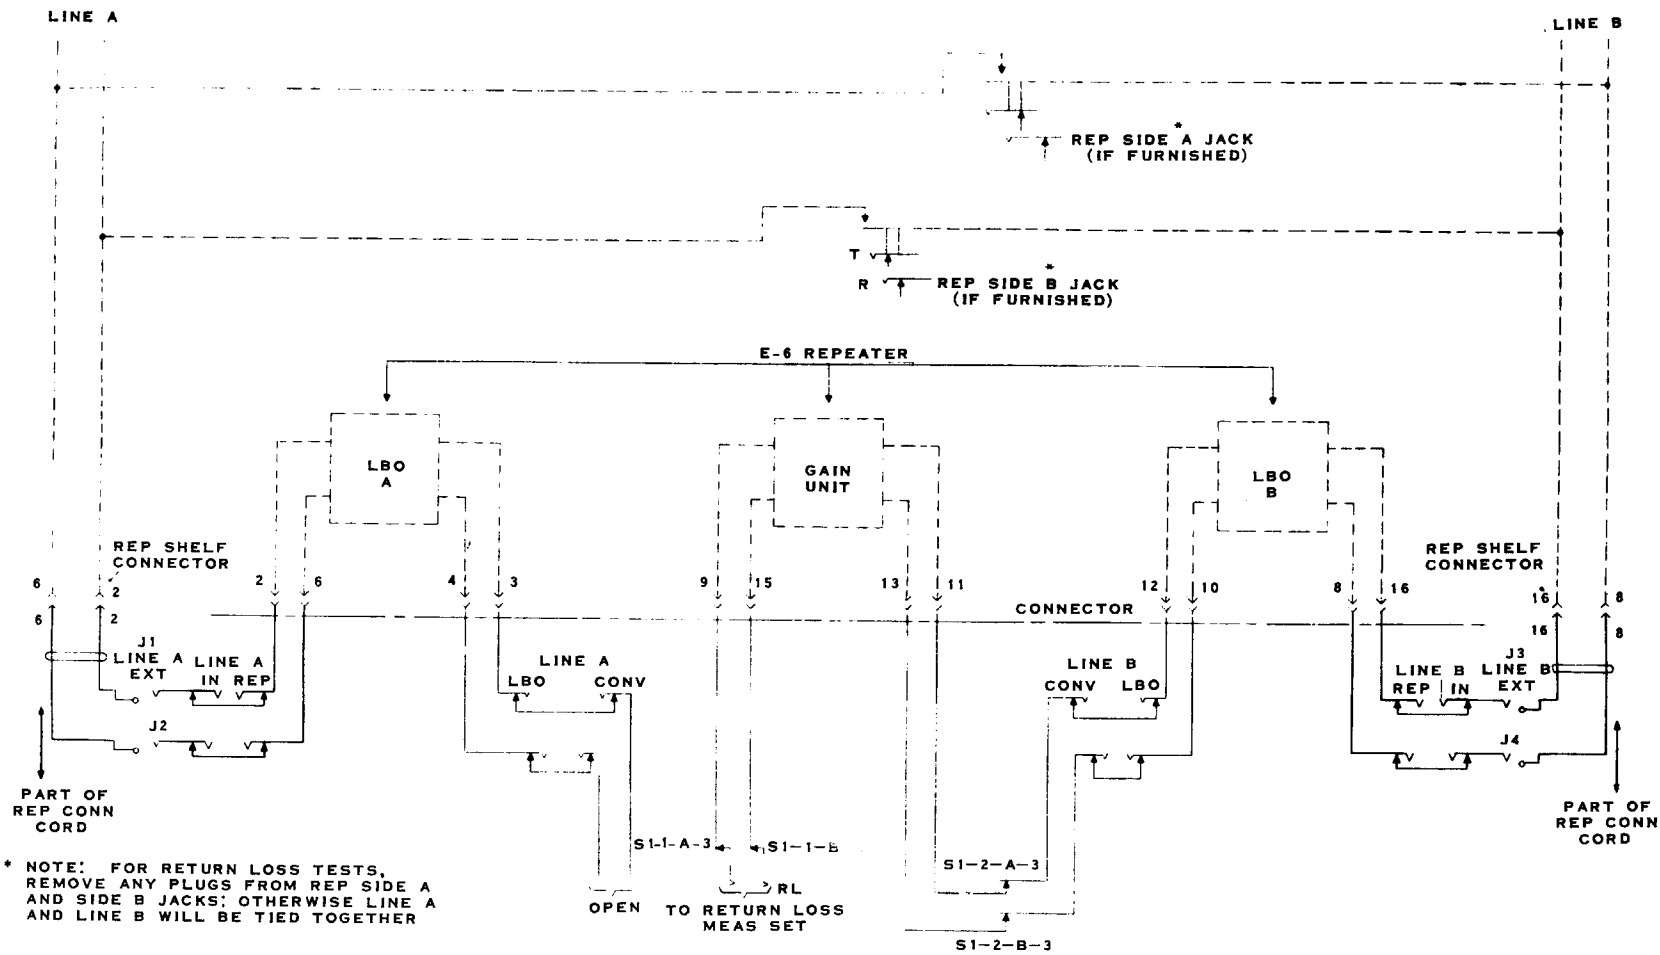 LINE A
LINE B
*
REP SIDE A JACK
(IF FURNISHED)
T
R
*
REP SIDE B JACK
(IF FURNISHED)
E-6 REPEATER
LBO
A
GAIN
UNIT
LBO
B
REP SHELF
CONNECTOR
REP SHELF
CONNECTOR
6 2 2 6 4 3 9 15 13 11 12 10 8 16 16 8
CONNECTOR
6 2 16 8
J1
LINE A
EXT
LINE A
IN REP
LINE A
LBO CONV
LINE B
CONV LBO
LINE B
REP IN
J3
LINE B
EXT
J2
J4
PART OF
REP CONN
CORD
PART OF
REP CONN
CORD
S1-1-A-3
S1-1-B
S1-2-A-3
RL
OPEN
TO RETURN LOSS
MEAS SET
S1-2-B-3
* NOTE: FOR RETURN LOSS TESTS,
REMOVE ANY PLUGS FROM REP SIDE A
AND SIDE B JACKS; OTHERWISE LINE A
AND LINE B WILL BE TIED TOGETHER